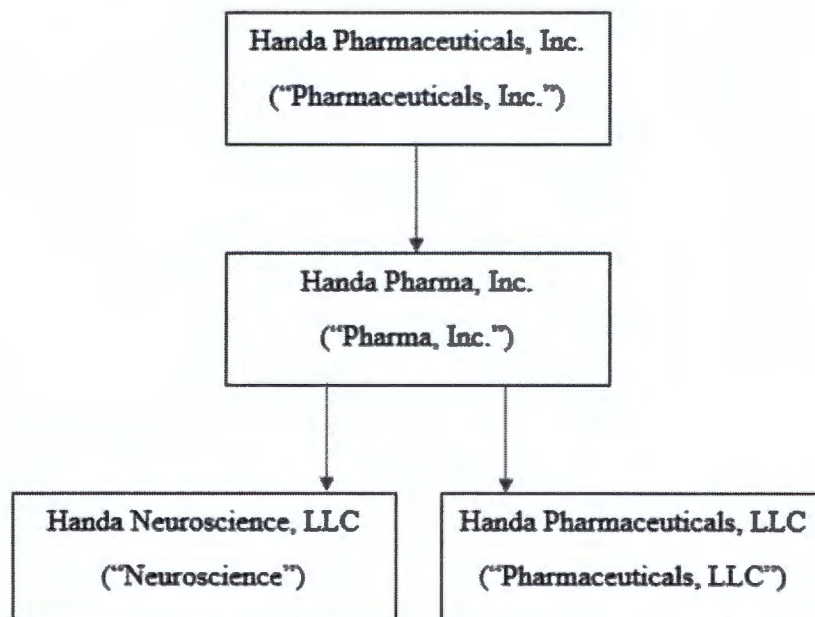 Handa Pharmaceuticals, Inc.
(“Pharmaceuticals, Inc.”)
Handa Pharma, Inc.
(“Pharma, Inc.”)
Handa Neuroscience, LLC
(“Neuroscience”)
Handa Pharmaceuticals, LLC
(“Pharmaceuticals, LLC”)